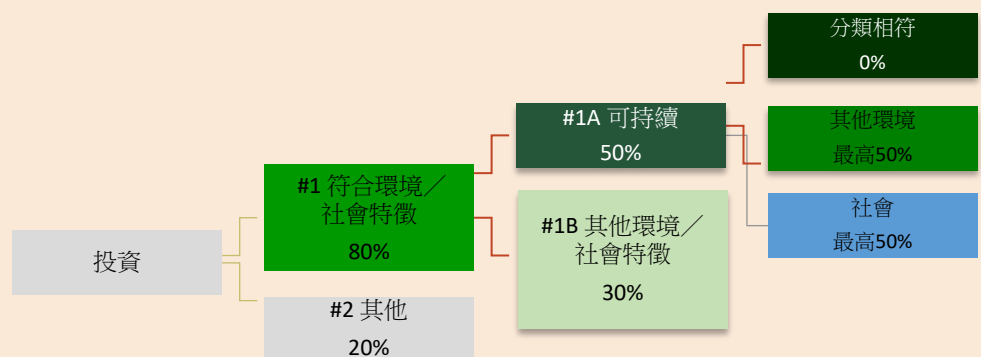 投資
#1 符合環境／
社會特徵
80%
#2 其他
20%
#1A 可持續
50%
#1B 其他環境／
社會特徵
30%
分類相符
0%
其他環境
最高50%
社會
最高50%